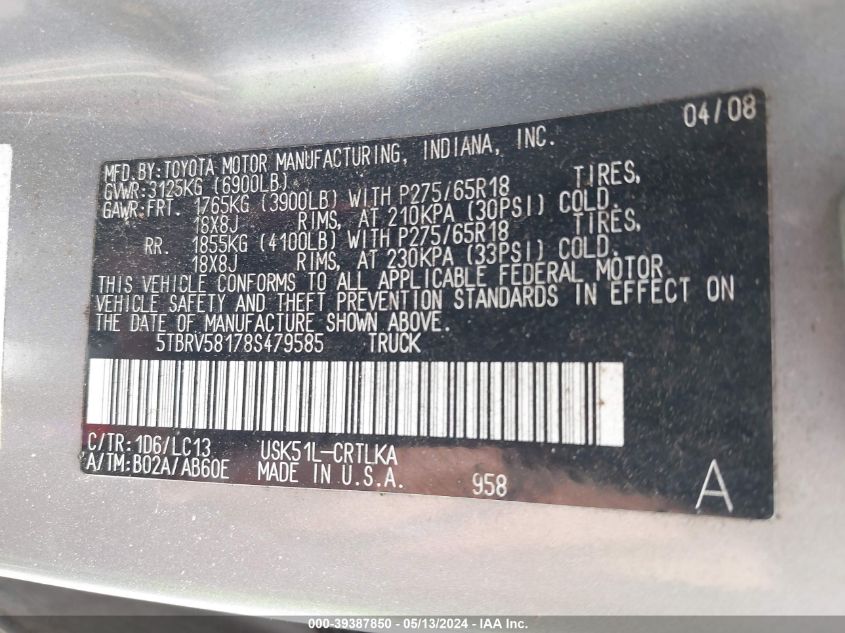 04/08
MFD.BY:TOYOTA MOTOR MANUFACTURING, INDIANA, INC.
GVWR:3125KG (6900LB)
GAWR:FRT. 1765KG (3900LB) WITH P275/65R18 TIRES,
18X8J RIMS, AT 210KPA (30PSI) COLD.
RR. 1855KG (4100LB) WITH P275/65R18 TIRES,
18X8J RIMS, AT 230KPA (33PSI) COLD.
THIS VEHICLE CONFORMS TO ALL APPLICABLE FEDERAL MOTOR
VEHICLE SAFETY AND THEFT PREVENTION STANDARDS IN EFFECT ON
THE DATE OF MANUFACTURE SHOWN ABOVE.
5TBRV58178S479585 TRUCK
C/TR:1D6/LC13 USK51L-CRTLKA
A/TM:B02A/AB60E MADE IN U.S.A. 958 A
000-39387850 - 05/13/2024 - IAA Inc.